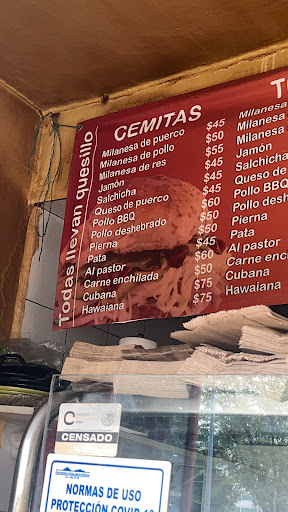 Todas llevan quesillo
CEMITAS
Milanesa de puerco $45
Milanesa de pollo $50
Milanesa de res $55
Jamón $45
Salchicha $45
Queso de puerco $45
Pollo BBQ $60
Pollo deshebrado $50
Pierna $50
Pata $45
Al pastor $60
Carne enchilada $50
Cubana $75
Hawaiana $75
T
Milanesa
Milanesa
Milanesa
Jamón
Salchicha
Queso de
Pollo BBQ
Pollo des
Pierna
Pata
Al pastor
Carne en
Cubana
Hawaiana
CENSADO
NORMAS DE USO
PROTECCIÓN COVID-19